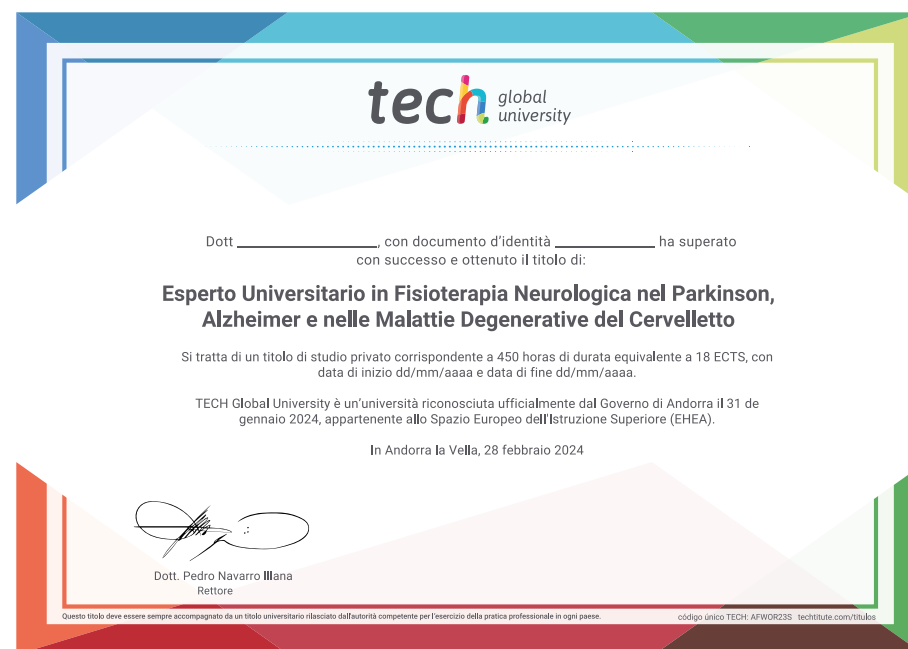 tech global university
Dott ____________________, con documento d'identità ______________ ha superato
con successo e ottenuto il titolo di:
Esperto Universitario in Fisioterapia Neurologica nel Parkinson,
Alzheimer e nelle Malattie Degenerative del Cervelletto
Si tratta di un titolo di studio privato corrispondente a 450 horas di durata equivalente a 18 ECTS, con
data di inizio dd/mm/aaaa e data di fine dd/mm/aaaa.
TECH Global University è un'università riconosciuta ufficialmente dal Governo di Andorra il 31 de
gennaio 2024, appartenente allo Spazio Europeo dell'Istruzione Superiore (EHEA).
In Andorra la Vella, 28 febbraio 2024
Dott. Pedro Navarro Illana
Rettore
Questo titolo deve essere sempre accompagnato da un titolo universitario rilasciato dall'autorità competente per l'esercizio della pratica professionale in ogni paese.
código único TECH: AFWOR23S techtitute.com/titulos